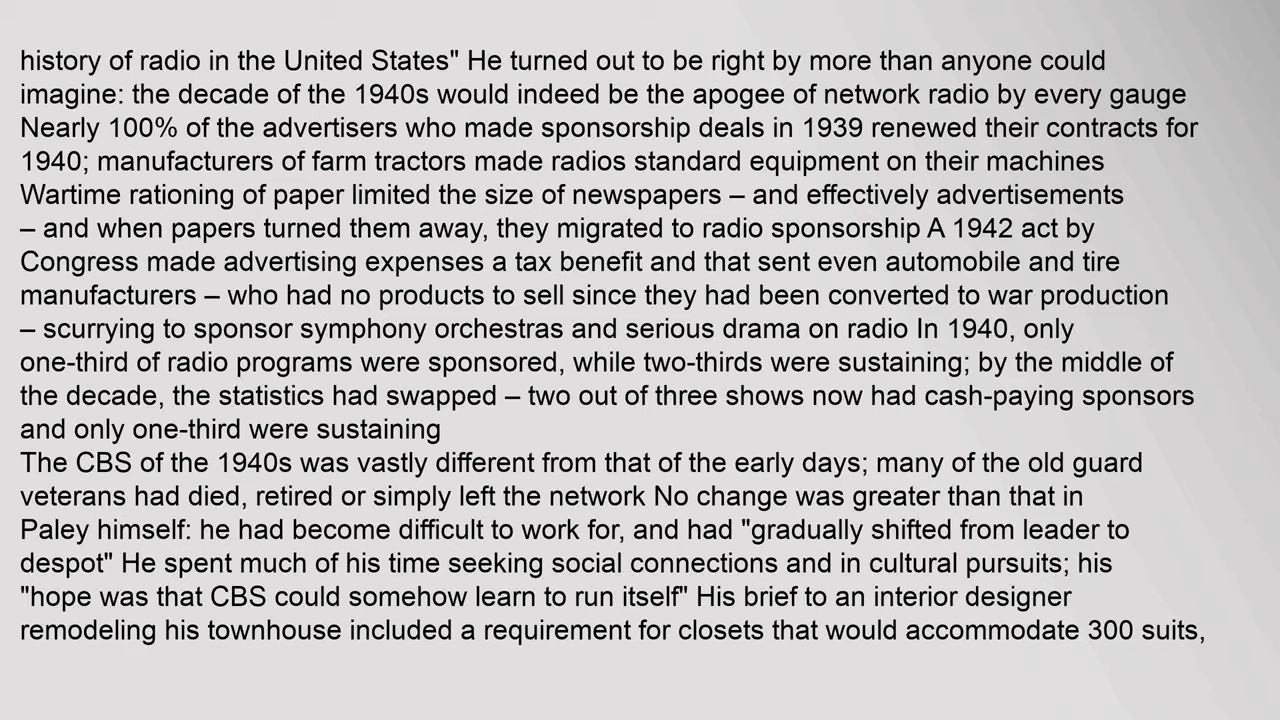 history of radio in the United States" He turned out to be right by more than anyone could
imagine: the decade of the 1940s would indeed be the apogee of network radio by every gauge
Nearly 100% of the advertisers who made sponsorship deals in 1939 renewed their contracts for
1940; manufacturers of farm tractors made radios standard equipment on their machines
Wartime rationing of paper limited the size of newspapers – and effectively advertisements
– and when papers turned them away, they migrated to radio sponsorship A 1942 act by
Congress made advertising expenses a tax benefit and that sent even automobile and tire
manufacturers – who had no products to sell since they had been converted to war production
– scurrying to sponsor symphony orchestras and serious drama on radio In 1940, only
one-third of radio programs were sponsored, while two-thirds were sustaining; by the middle of
the decade, the statistics had swapped – two out of three shows now had cash-paying sponsors
and only one-third were sustaining
The CBS of the 1940s was vastly different from that of the early days; many of the old guard
veterans had died, retired or simply left the network No change was greater than that in
Paley himself: he had become difficult to work for, and had "gradually shifted from leader to
despot" He spent much of his time seeking social connections and in cultural pursuits; his
"hope was that CBS could somehow learn to run itself" His brief to an interior designer
remodeling his townhouse included a requirement for closets that would accommodate 300 suits,